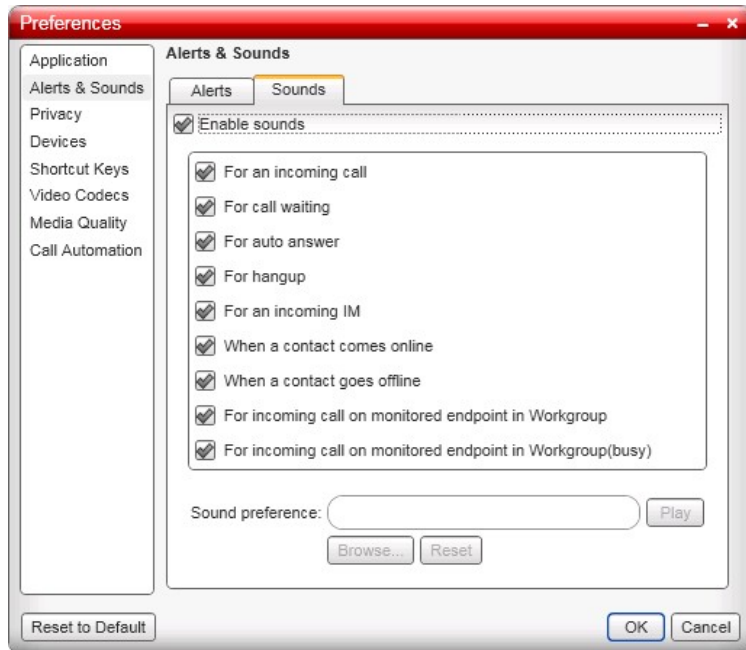 Preferences
Application
Alerts & Sounds
Privacy
Devices
Shortcut Keys
Video Codecs
Media Quality
Call Automation
Alerts & Sounds
Alerts
Sounds
Enable sounds
For an incoming call
For call waiting
For auto answer
For hangup
For an incoming IM
When a contact comes online
When a contact goes offline
For incoming call on monitored endpoint in Workgroup
For incoming call on monitored endpoint in Workgroup(busy)
Sound preference:
Play
Browse...
Reset
Reset to Default
OK
Cancel